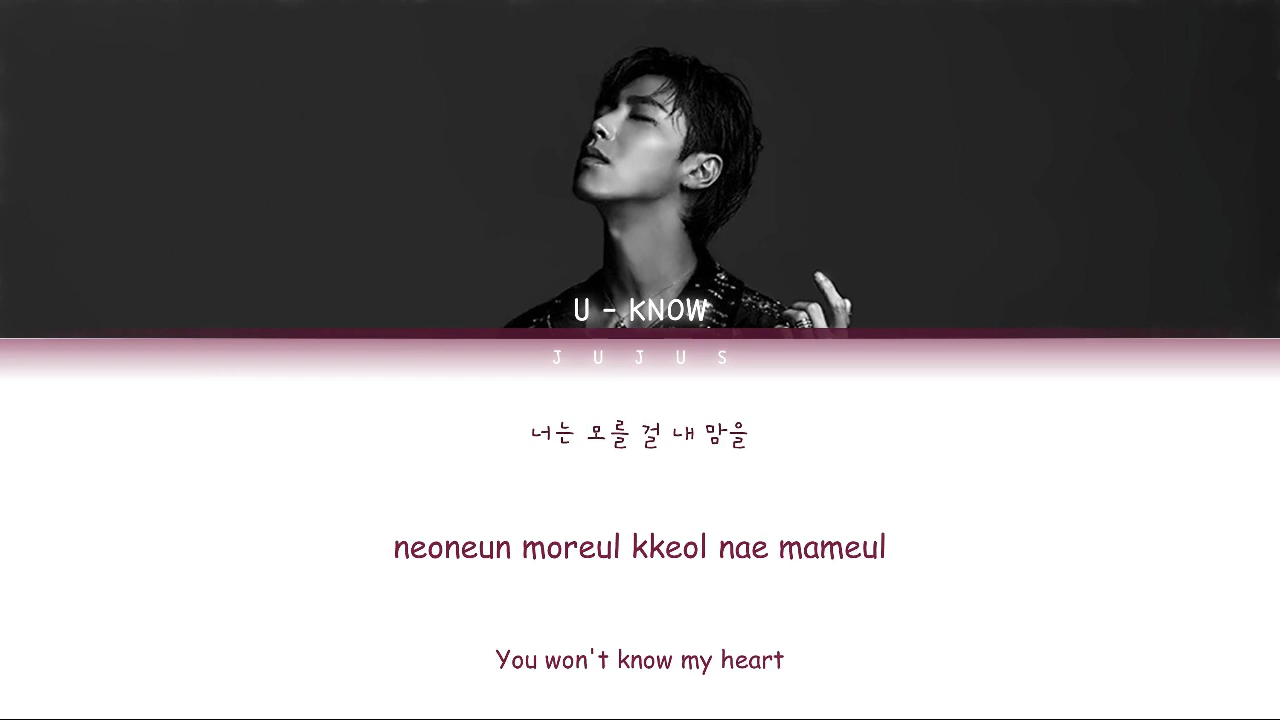 U - KNOW
J U J U S
너는 모를 걸 내 맘을
neoneun moreul kkeol nae mameul
You won't know my heart